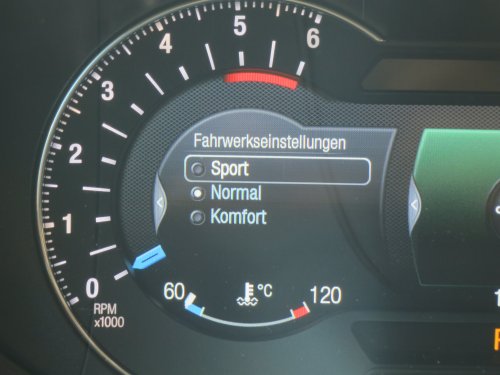 6
5
4
3
2
1
0
RPM
x1000
Fahrwerkseinstellungen
Sport
Normal
Komfort
60
°C
120